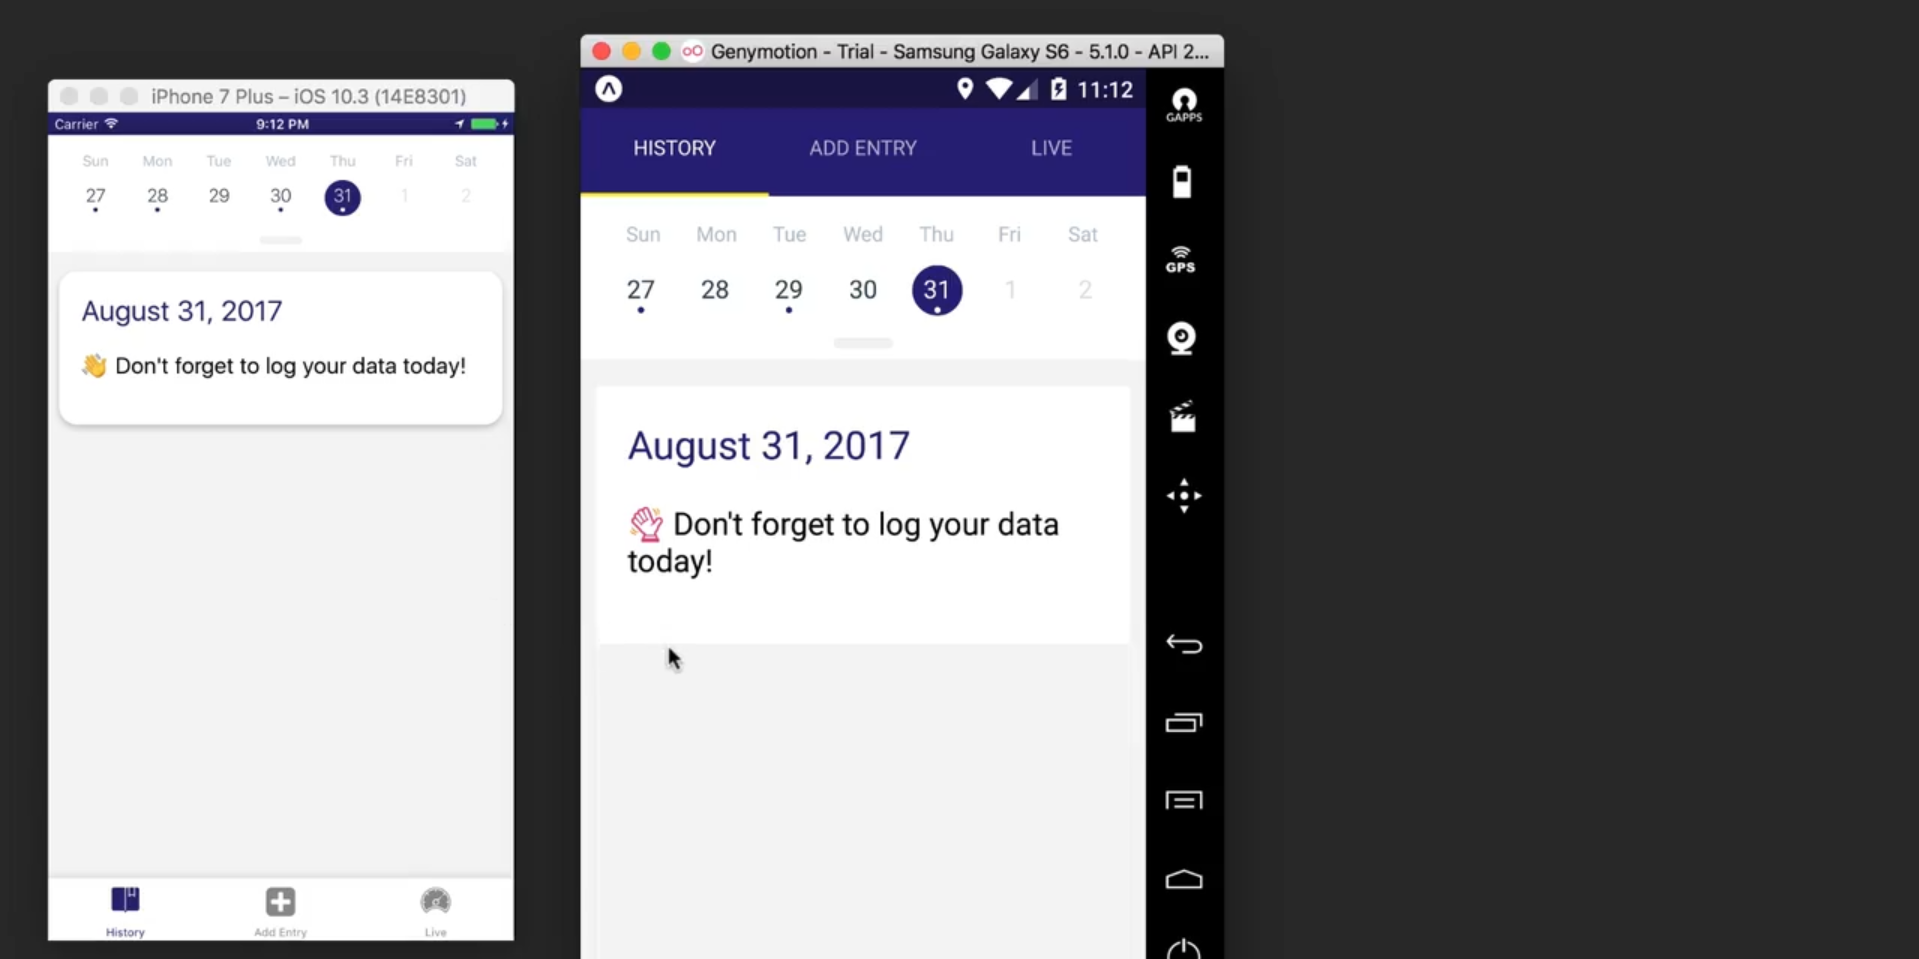 iPhone 7 Plus – iOS 10.3 (14E8301)
Carrier 9:12 PM
Sun Mon Tue Wed Thu Fri Sat
27 28 29 30 31 1 2
August 31, 2017
👋 Don't forget to log your data today!
History Add Entry Live
Genymotion - Trial - Samsung Galaxy S6 - 5.1.0 - API 2...
11:12
HISTORY ADD ENTRY LIVE
Sun Mon Tue Wed Thu Fri Sat
27 28 29 30 31 1 2
August 31, 2017
👋 Don't forget to log your data
today!
GAPPS
GPS